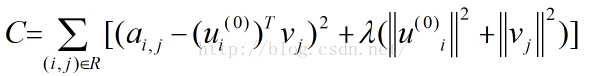 C=∑_{(i,j)∈R} [(a_{i,j} - (u_i^{(0)})^T v_j)^2 + λ(‖u^{(0)}_i‖^2 + ‖v_j‖^2)]
http://blog.csdn.net/